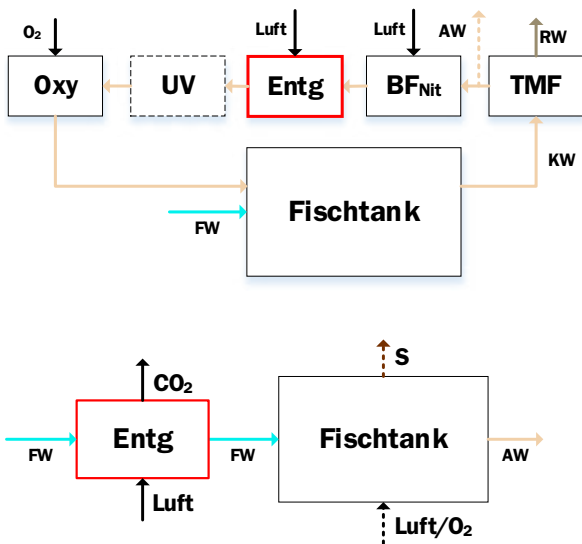 O₂
Luft
Luft
AW
RW
Oxy
UV
Entg
BF_Nit
TMF
KW
Fischtank
FW
S
CO₂
Entg
Fischtank
FW
FW
AW
Luft
Luft/O₂